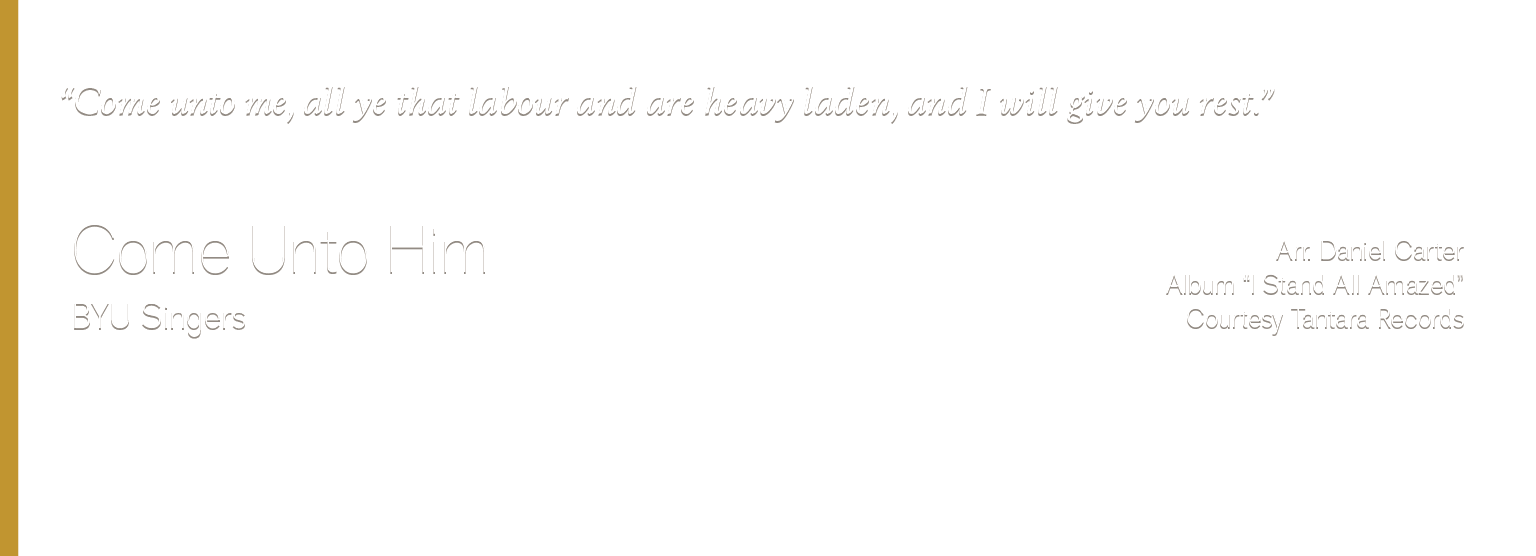 “Come unto me, all ye that labour and are heavy laden, and I will give you rest.”
Come Unto Him
BYU Singers
Arr. Daniel Carter
Album “I Stand All Amazed”
Courtesy Tantara Records